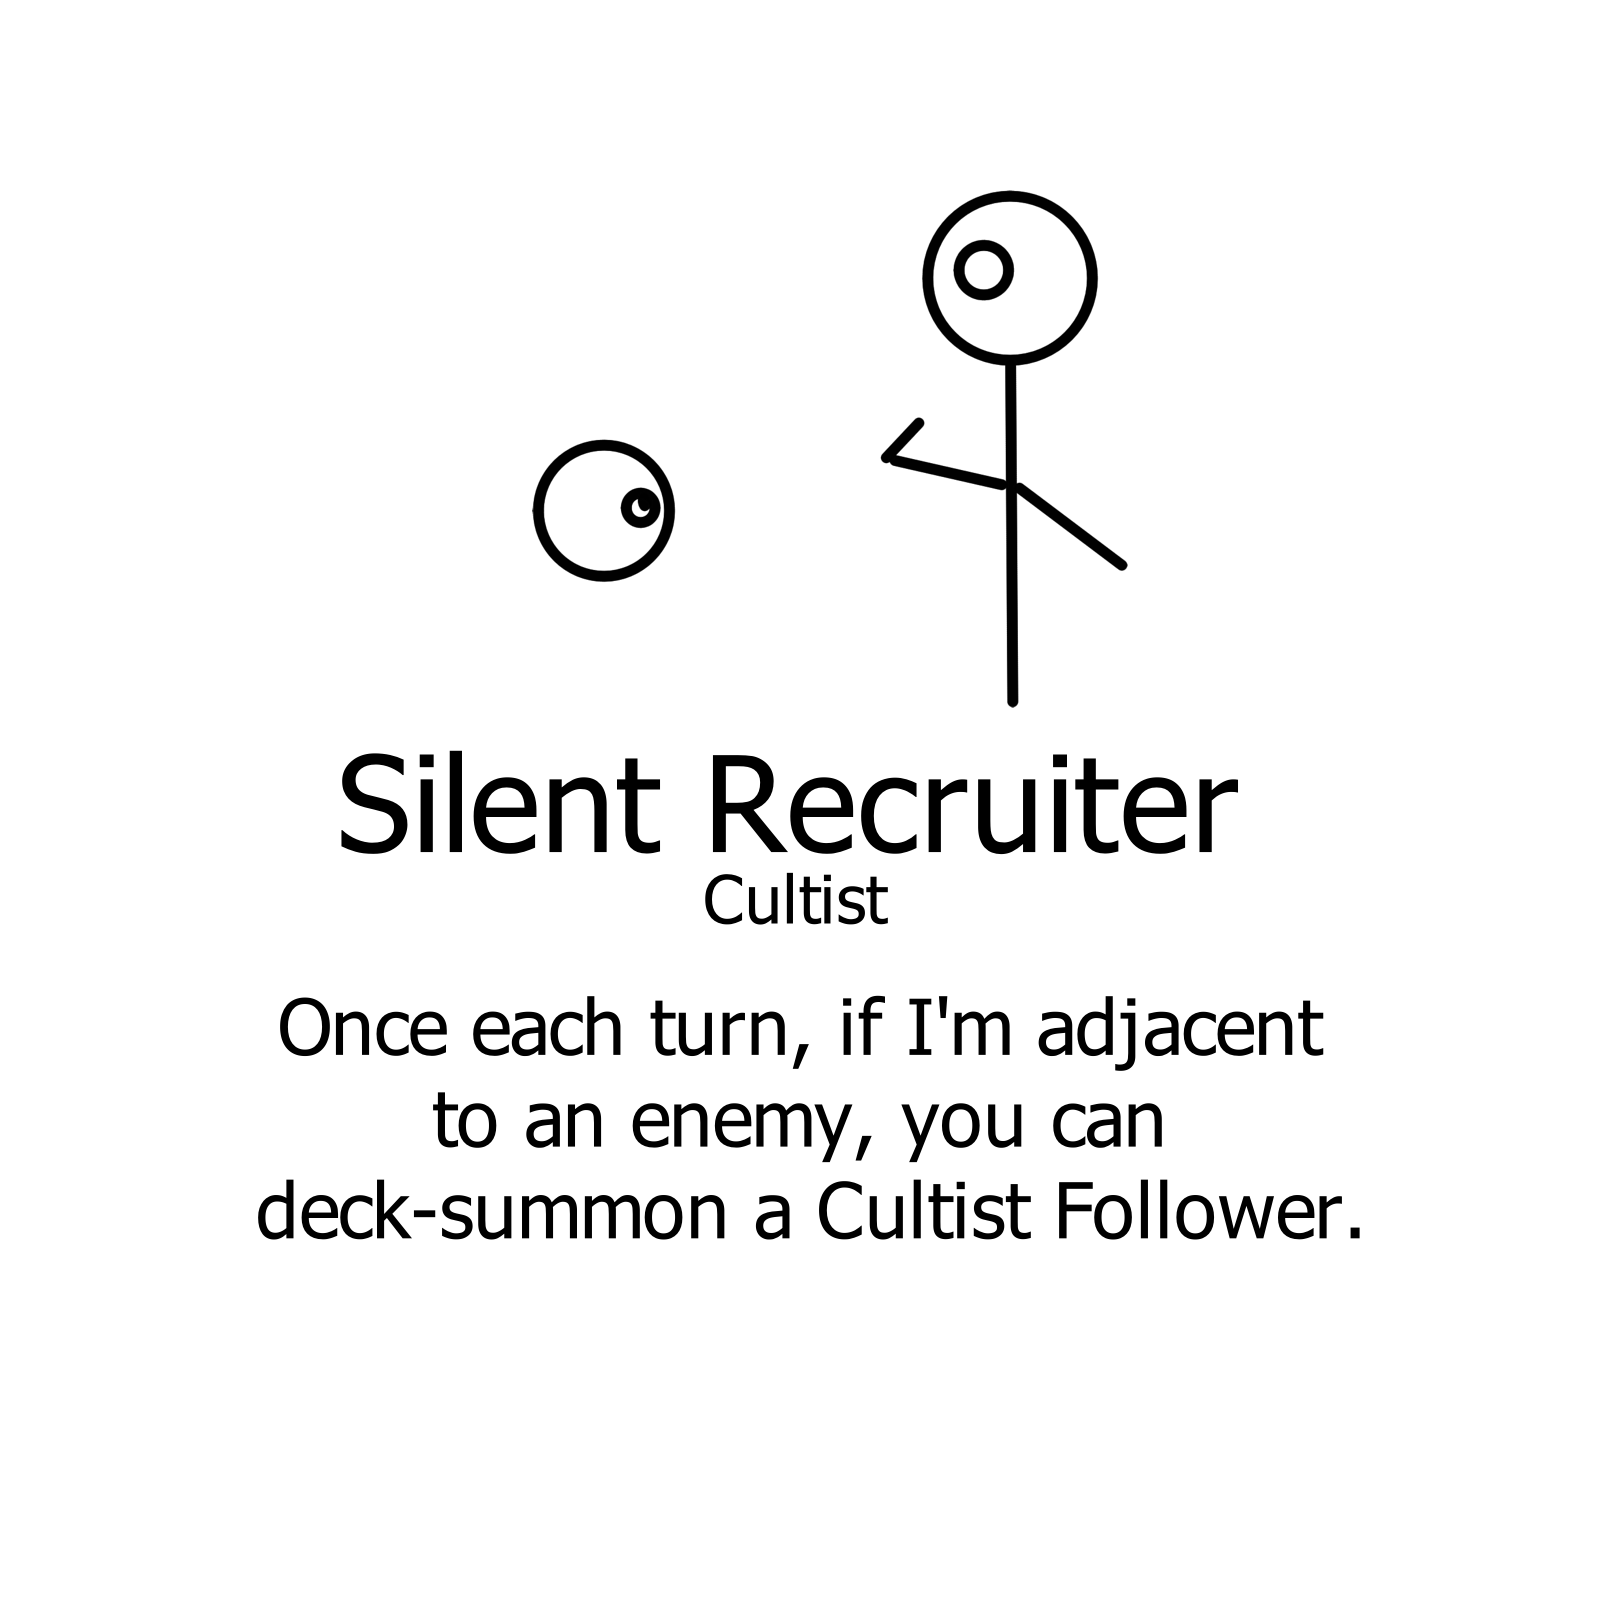 Silent Recruiter
Cultist
Once each turn, if I'm adjacent
to an enemy, you can
deck-summon a Cultist Follower.